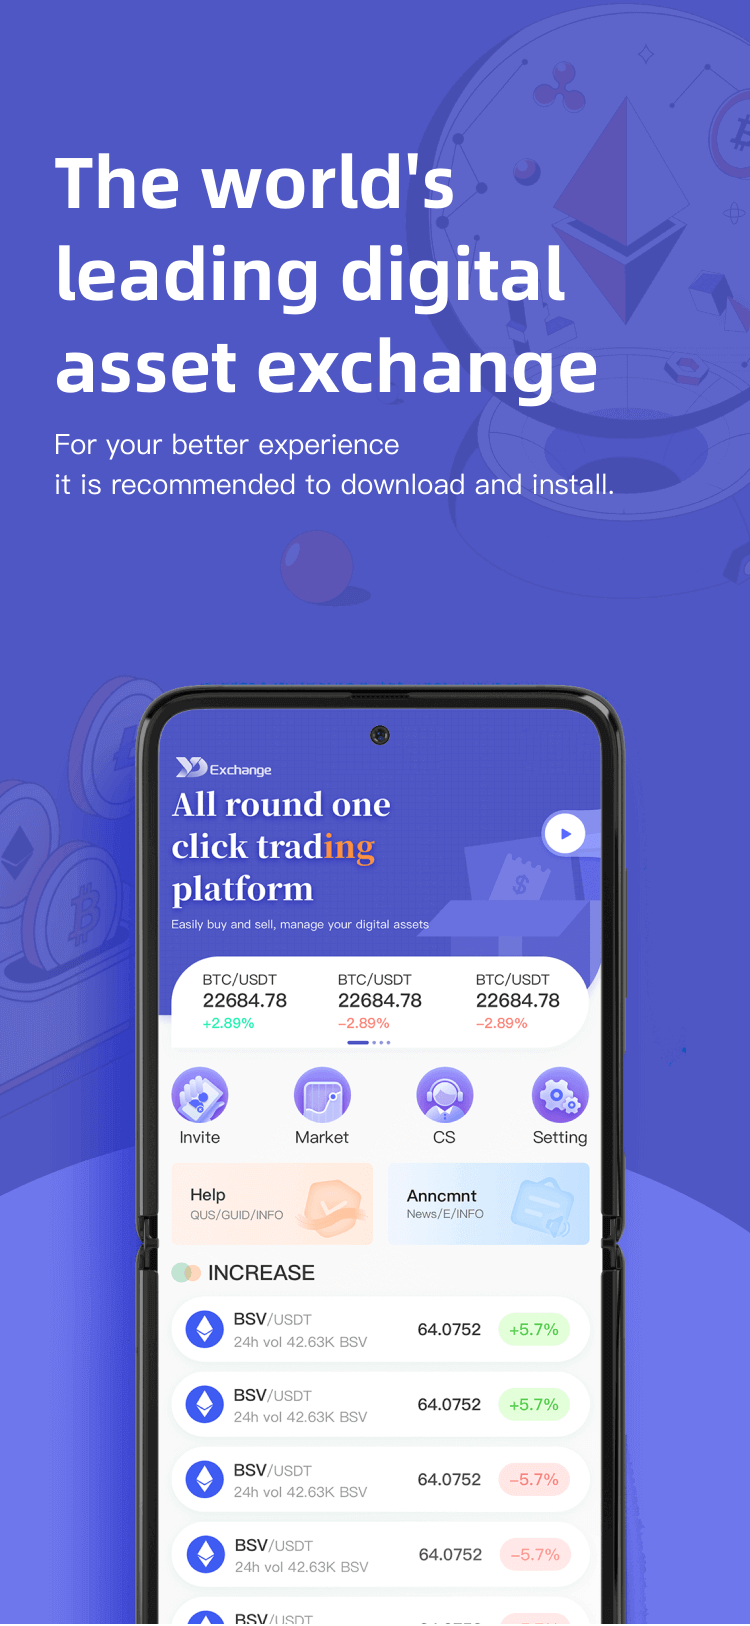 The world's
leading digital
asset exchange
For your better experience
it is recommended to download and install.
YD Exchange
All round one
click trading
platform
Easily buy and sell, manage your digital assets
BTC/USDT BTC/USDT BTC/USDT
22684.78 22684.78 22684.78
+2.89% −2.89% −2.89%
Invite Market CS Setting
Help
QUS/GUID/INFO
Anncmnt
News/E/INFO
INCREASE
BSV/USDT 64.0752 +5.7%
24h vol 42.63K BSV
BSV/USDT 64.0752 +5.7%
24h vol 42.63K BSV
BSV/USDT 64.0752 −5.7%
24h vol 42.63K BSV
BSV/USDT 64.0752 −5.7%
24h vol 42.63K BSV
BSV/USDT